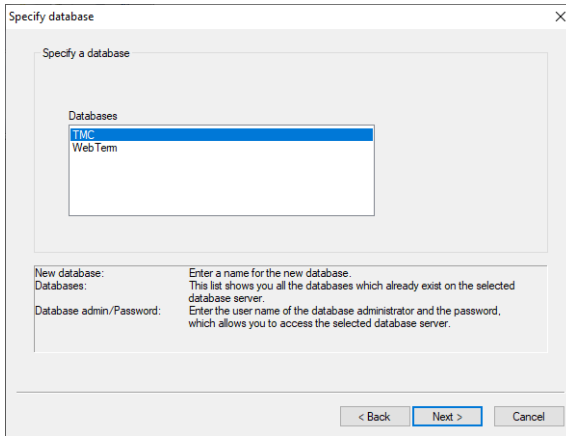 Specify database
Specify a database
Databases
TMC
WebTerm
New database: Enter a name for the new database.
Databases: This list shows you all the databases which already exist on the selected
database server.
Database admin/Password: Enter the user name of the database administrator and the password,
which allows you to access the selected database server.
< Back Next > Cancel